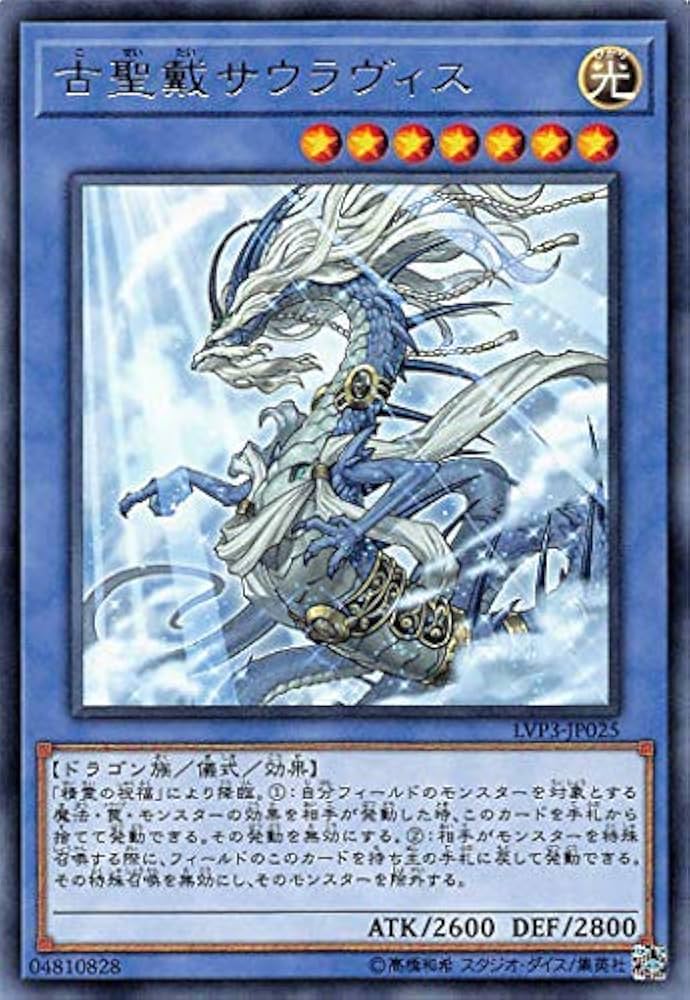 古聖戴サウラヴィス
光
LVP3-JP025
【ドラゴン族／儀式／効果】
「精霊の祝福」により降臨。①：自分フィールドのモンスターを対象とする
魔法・罠・モンスターの効果を相手が発動した時、このカードを手札から
捨てて発動できる。その発動を無効にする。②：相手がモンスターを特殊
召喚する際に、フィールドのこのカードを持ち主の手札に戻して発動できる。
その特殊召喚を無効にし、そのモンスターを除外する。
ATK/2600 DEF/2800
04810828
©高橋和希 スタジオ・ダイス/集英社